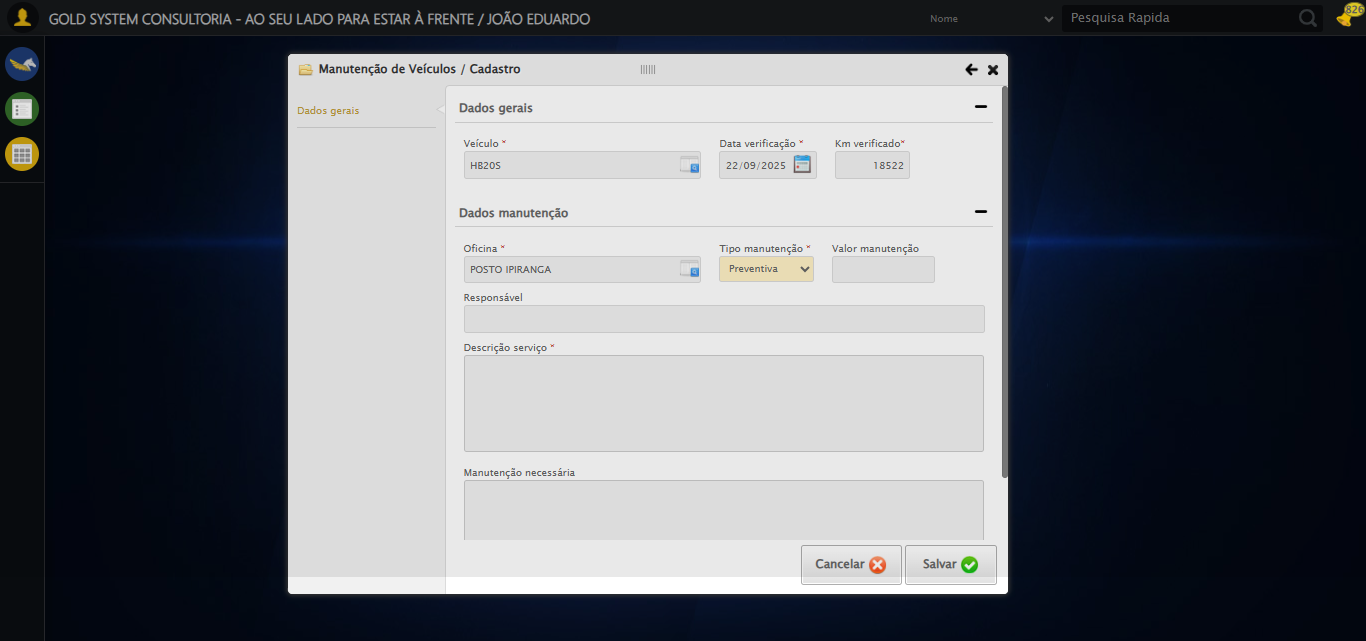 GOLD SYSTEM CONSULTORIA - AO SEU LADO PARA ESTAR À FRENTE / JOÃO EDUARDO
Nome
Pesquisa Rapida
826
Manutenção de Veículos / Cadastro
Dados gerais
Dados gerais
Veículo * Data verificação * Km verificado*
HB20S 22/09/2025 18522
Dados manutenção
Oficina * Tipo manutenção * Valor manutenção
POSTO IPIRANGA Preventiva
Responsável
Descrição serviço *
Manutenção necessária
Cancelar Salvar